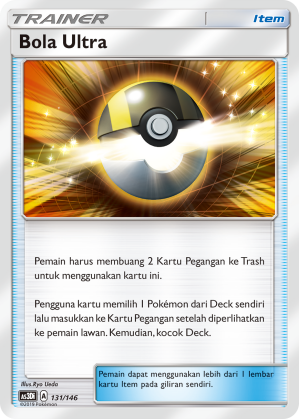 TRAINER Item
Bola Ultra
Pemain harus membuang 2 Kartu Pegangan ke Trash
untuk menggunakan kartu ini.
Pengguna kartu memilih 1 Pokémon dari Deck sendiri
lalu masukkan ke Kartu Pegangan setelah diperlihatkan
ke pemain lawan. Kemudian, kocok Deck.
Pemain dapat menggunakan lebih dari 1 lembar
kartu Item pada giliran sendiri.
Illus. Ryo Ueda
AS3D A 131/146
©2019 Pokémon